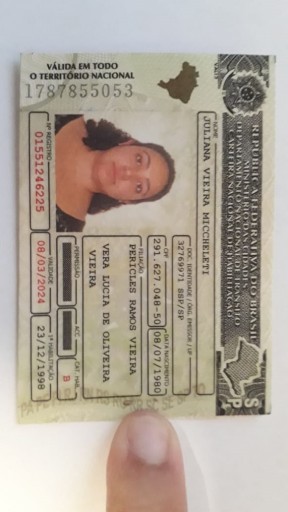 REPÚBLICA FEDERATIVA DO BRASIL
MINISTÉRIO DAS CIDADES
DEPARTAMENTO NACIONAL DE TRÂNSITO
CARTEIRA NACIONAL DE HABILITAÇÃO
SP
VÁLIDA EM TODO
O TERRITÓRIO NACIONAL
1787855053
NOME
JULIANA VIEIRA MICCHELETI
DOC. IDENTIDADE / ÓRG. EMISSOR / UF
32769971 SSP/SP
CPF
291.627.048-50
DATA NASCIMENTO
08/07/1980
FILIAÇÃO
PERICLES RAMOS VIEIRA
VERA LUCIA DE OLIVEIRA
VIEIRA
PERMISSÃO
ACC
CAT. HAB.
B
Nº REGISTRO
01551246225
VALIDADE
08/03/2024
1ª HABILITAÇÃO
23/12/1998